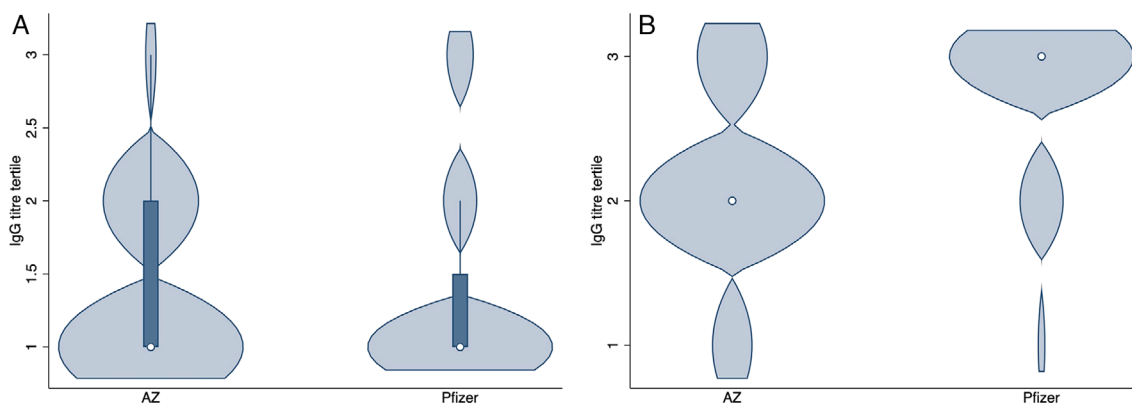 A
IgG titre tertile
3
2.5
2
1.5
1
AZ
Pfizer
B
IgG titre tertile
3
2
1
AZ
Pfizer